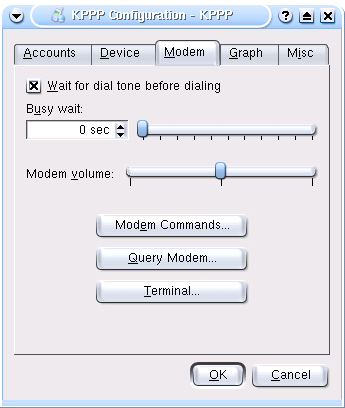 KPPP Configuration - KPPP
Accounts Device Modem Graph Misc
Wait for dial tone before dialing
Busy wait:
0 sec
Modem volume:
Modem Commands...
Query Modem...
Terminal...
OK Cancel